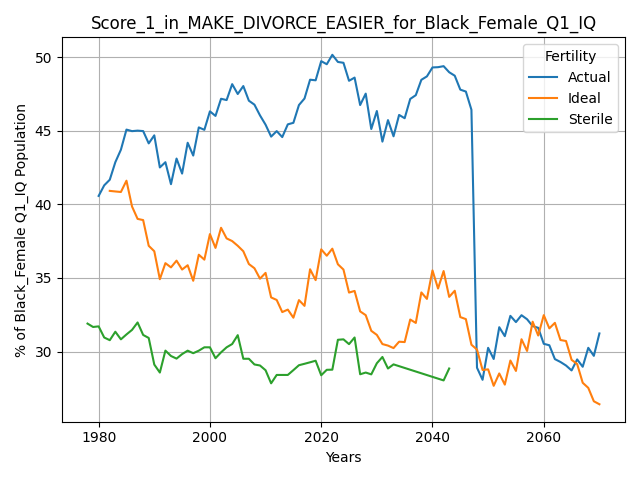 Score_1_in_MAKE_DIVORCE_EASIER_for_Black_Female_Q1_IQ
% of Black_Female Q1_IQ Population
50
45
40
35
30
Fertility
Actual
Ideal
Sterile
1980
2000
2020
2040
2060
Years